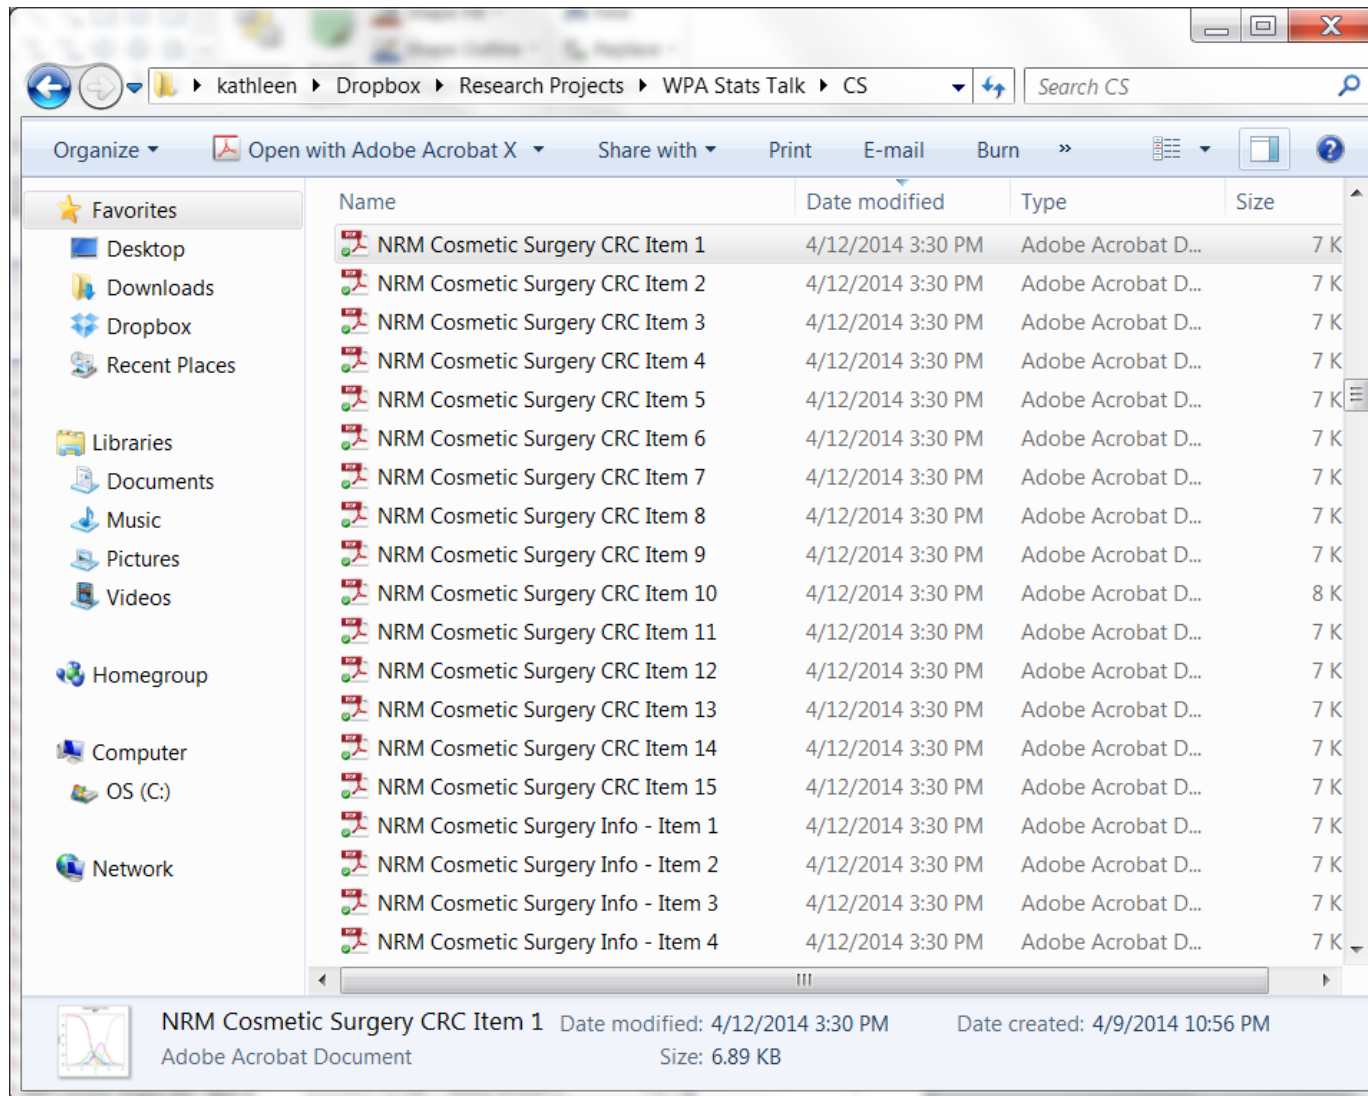 Shape Outline
Replace
kathleen Dropbox Research Projects WPA Stats Talk CS Search CS
Organize Open with Adobe Acrobat X Share with Print E-mail Burn »
Name Date modified Type Size
Favorites
Desktop
Downloads
Dropbox
Recent Places
Libraries
Documents
Music
Pictures
Videos
Homegroup
Computer
OS (C:)
Network
NRM Cosmetic Surgery CRC Item 1 4/12/2014 3:30 PM Adobe Acrobat D... 7 K
NRM Cosmetic Surgery CRC Item 2 4/12/2014 3:30 PM Adobe Acrobat D... 7 K
NRM Cosmetic Surgery CRC Item 3 4/12/2014 3:30 PM Adobe Acrobat D... 7 K
NRM Cosmetic Surgery CRC Item 4 4/12/2014 3:30 PM Adobe Acrobat D... 7 K
NRM Cosmetic Surgery CRC Item 5 4/12/2014 3:30 PM Adobe Acrobat D... 7 K
NRM Cosmetic Surgery CRC Item 6 4/12/2014 3:30 PM Adobe Acrobat D... 7 K
NRM Cosmetic Surgery CRC Item 7 4/12/2014 3:30 PM Adobe Acrobat D... 7 K
NRM Cosmetic Surgery CRC Item 8 4/12/2014 3:30 PM Adobe Acrobat D... 7 K
NRM Cosmetic Surgery CRC Item 9 4/12/2014 3:30 PM Adobe Acrobat D... 7 K
NRM Cosmetic Surgery CRC Item 10 4/12/2014 3:30 PM Adobe Acrobat D... 8 K
NRM Cosmetic Surgery CRC Item 11 4/12/2014 3:30 PM Adobe Acrobat D... 7 K
NRM Cosmetic Surgery CRC Item 12 4/12/2014 3:30 PM Adobe Acrobat D... 7 K
NRM Cosmetic Surgery CRC Item 13 4/12/2014 3:30 PM Adobe Acrobat D... 7 K
NRM Cosmetic Surgery CRC Item 14 4/12/2014 3:30 PM Adobe Acrobat D... 7 K
NRM Cosmetic Surgery CRC Item 15 4/12/2014 3:30 PM Adobe Acrobat D... 7 K
NRM Cosmetic Surgery Info - Item 1 4/12/2014 3:30 PM Adobe Acrobat D... 7 K
NRM Cosmetic Surgery Info - Item 2 4/12/2014 3:30 PM Adobe Acrobat D... 7 K
NRM Cosmetic Surgery Info - Item 3 4/12/2014 3:30 PM Adobe Acrobat D... 7 K
NRM Cosmetic Surgery Info - Item 4 4/12/2014 3:30 PM Adobe Acrobat D... 7 K
NRM Cosmetic Surgery CRC Item 1 Date modified: 4/12/2014 3:30 PM Date created: 4/9/2014 10:56 PM
Adobe Acrobat Document Size: 6.89 KB